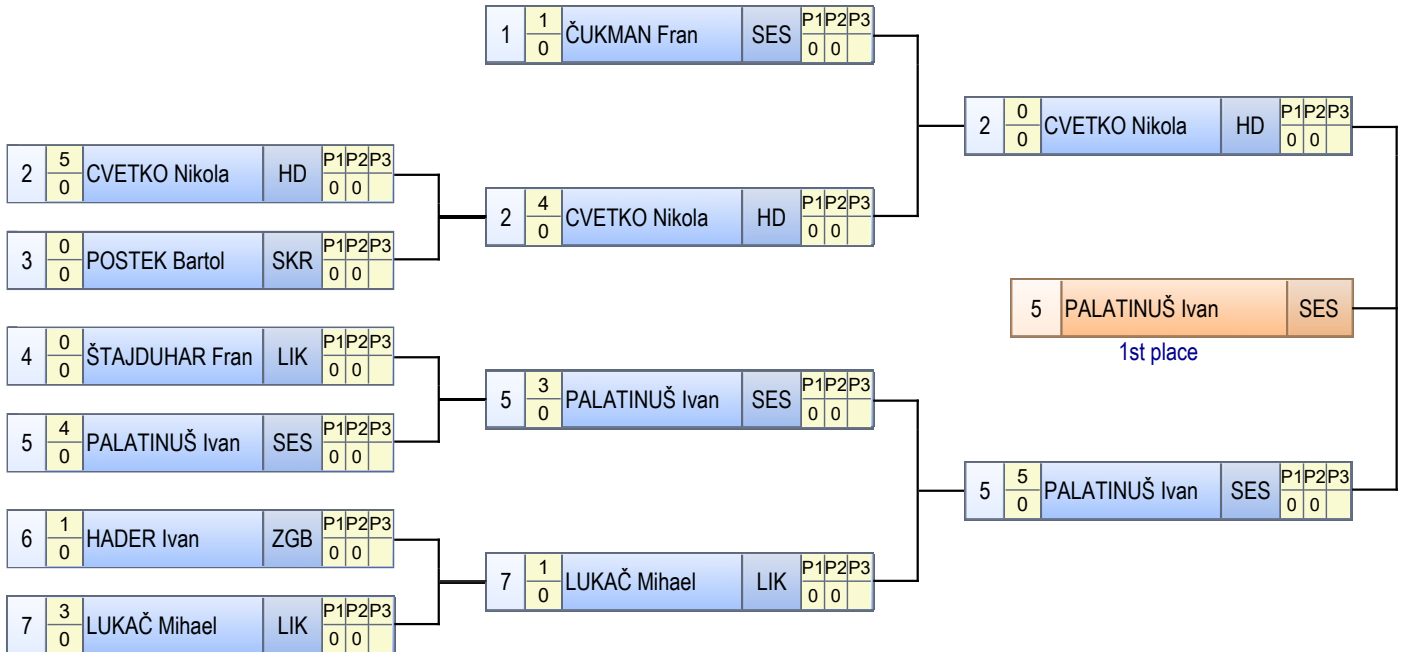 1 1 0 ČUKMAN Fran SES P1 P2 P3 0 0
2 0 0 CVETKO Nikola HD P1 P2 P3 0 0
2 5 0 CVETKO Nikola HD P1 P2 P3 0 0
2 4 0 CVETKO Nikola HD P1 P2 P3 0 0
3 0 0 POSTEK Bartol SKR P1 P2 P3 0 0
5 PALATINUŠ Ivan SES
1st place
4 0 0 ŠTAJDUHAR Fran LIK P1 P2 P3 0 0
5 3 0 PALATINUŠ Ivan SES P1 P2 P3 0 0
5 4 0 PALATINUŠ Ivan SES P1 P2 P3 0 0
5 5 0 PALATINUŠ Ivan SES P1 P2 P3 0 0
6 1 0 HADER Ivan ZGB P1 P2 P3 0 0
7 1 0 LUKAČ Mihael LIK P1 P2 P3 0 0
7 3 0 LUKAČ Mihael LIK P1 P2 P3 0 0